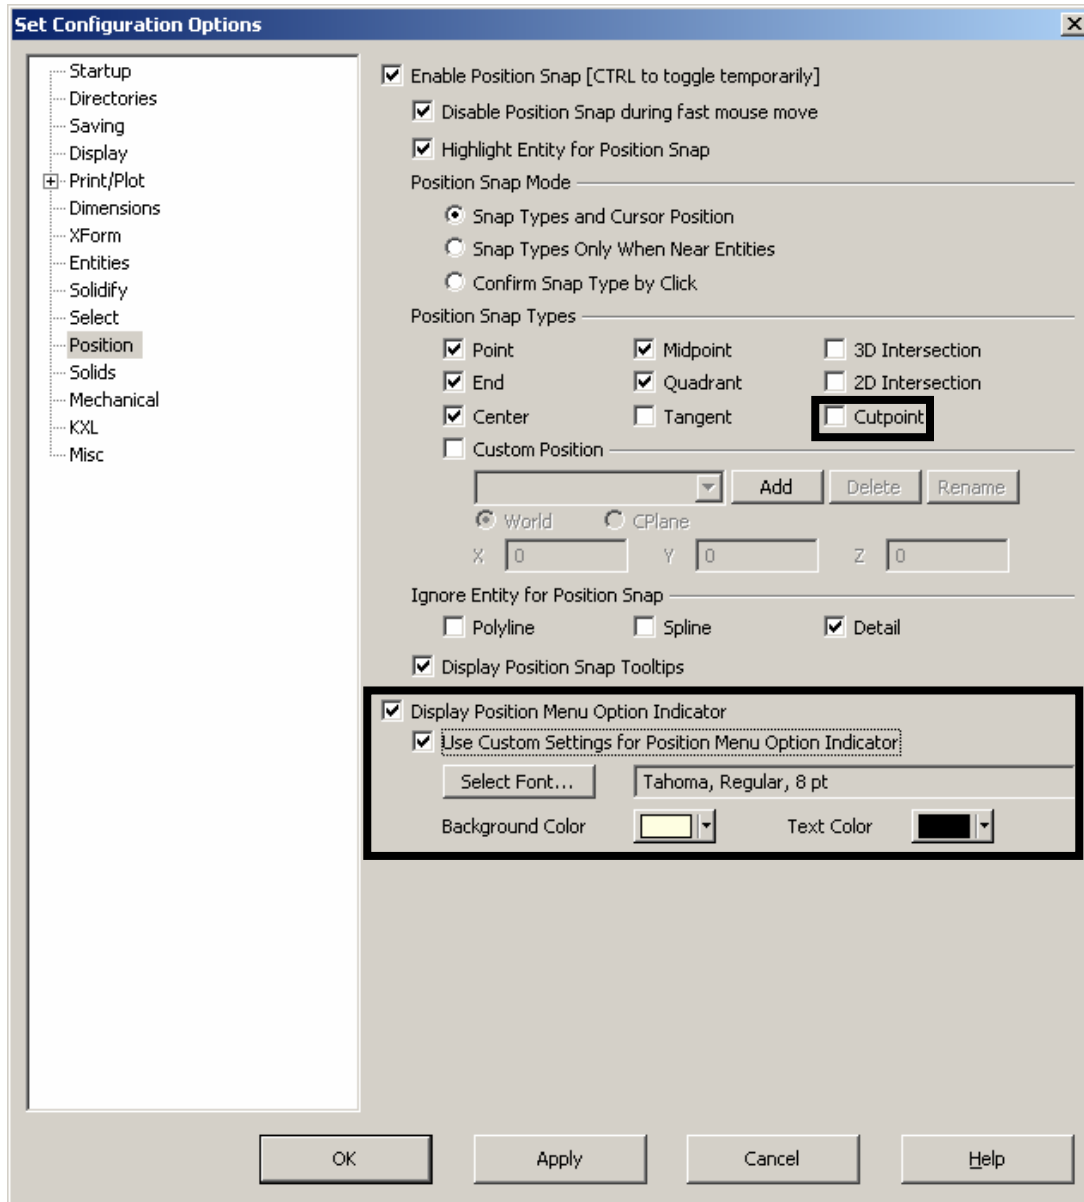 Set Configuration Options
Startup
Directories
Saving
Display
Print/Plot
Dimensions
XForm
Entities
Solidify
Select
Position
Solids
Mechanical
KXL
Misc
Enable Position Snap [CTRL to toggle temporarily]
Disable Position Snap during fast mouse move
Highlight Entity for Position Snap
Position Snap Mode
Snap Types and Cursor Position
Snap Types Only When Near Entities
Confirm Snap Type by Click
Position Snap Types
Point Midpoint 3D Intersection
End Quadrant 2D Intersection
Center Tangent Cutpoint
Custom Position
Add Delete Rename
World CPlane
X 0 Y 0 Z 0
Ignore Entity for Position Snap
Polyline Spline Detail
Display Position Snap Tooltips
Display Position Menu Option Indicator
Use Custom Settings for Position Menu Option Indicator
Select Font... Tahoma, Regular, 8 pt
Background Color Text Color
OK Apply Cancel Help